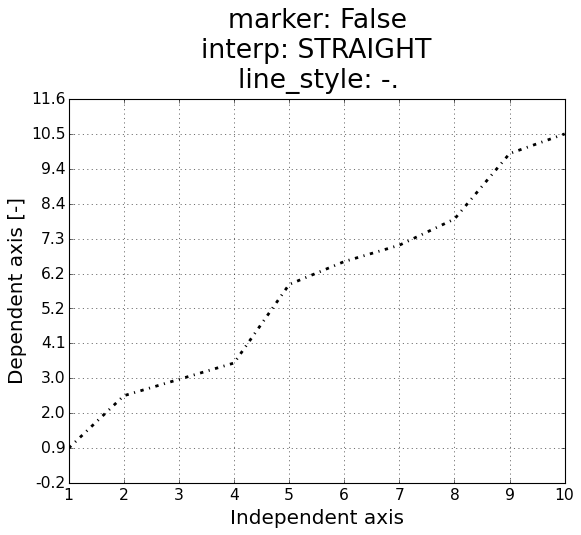 marker: False
interp: STRAIGHT
line_style: -.
11.6
10.5
9.4
8.4
7.3
6.2
5.2
4.1
3.0
2.0
0.9
-0.2
Dependent axis [-]
1 2 3 4 5 6 7 8 9 10
Independent axis